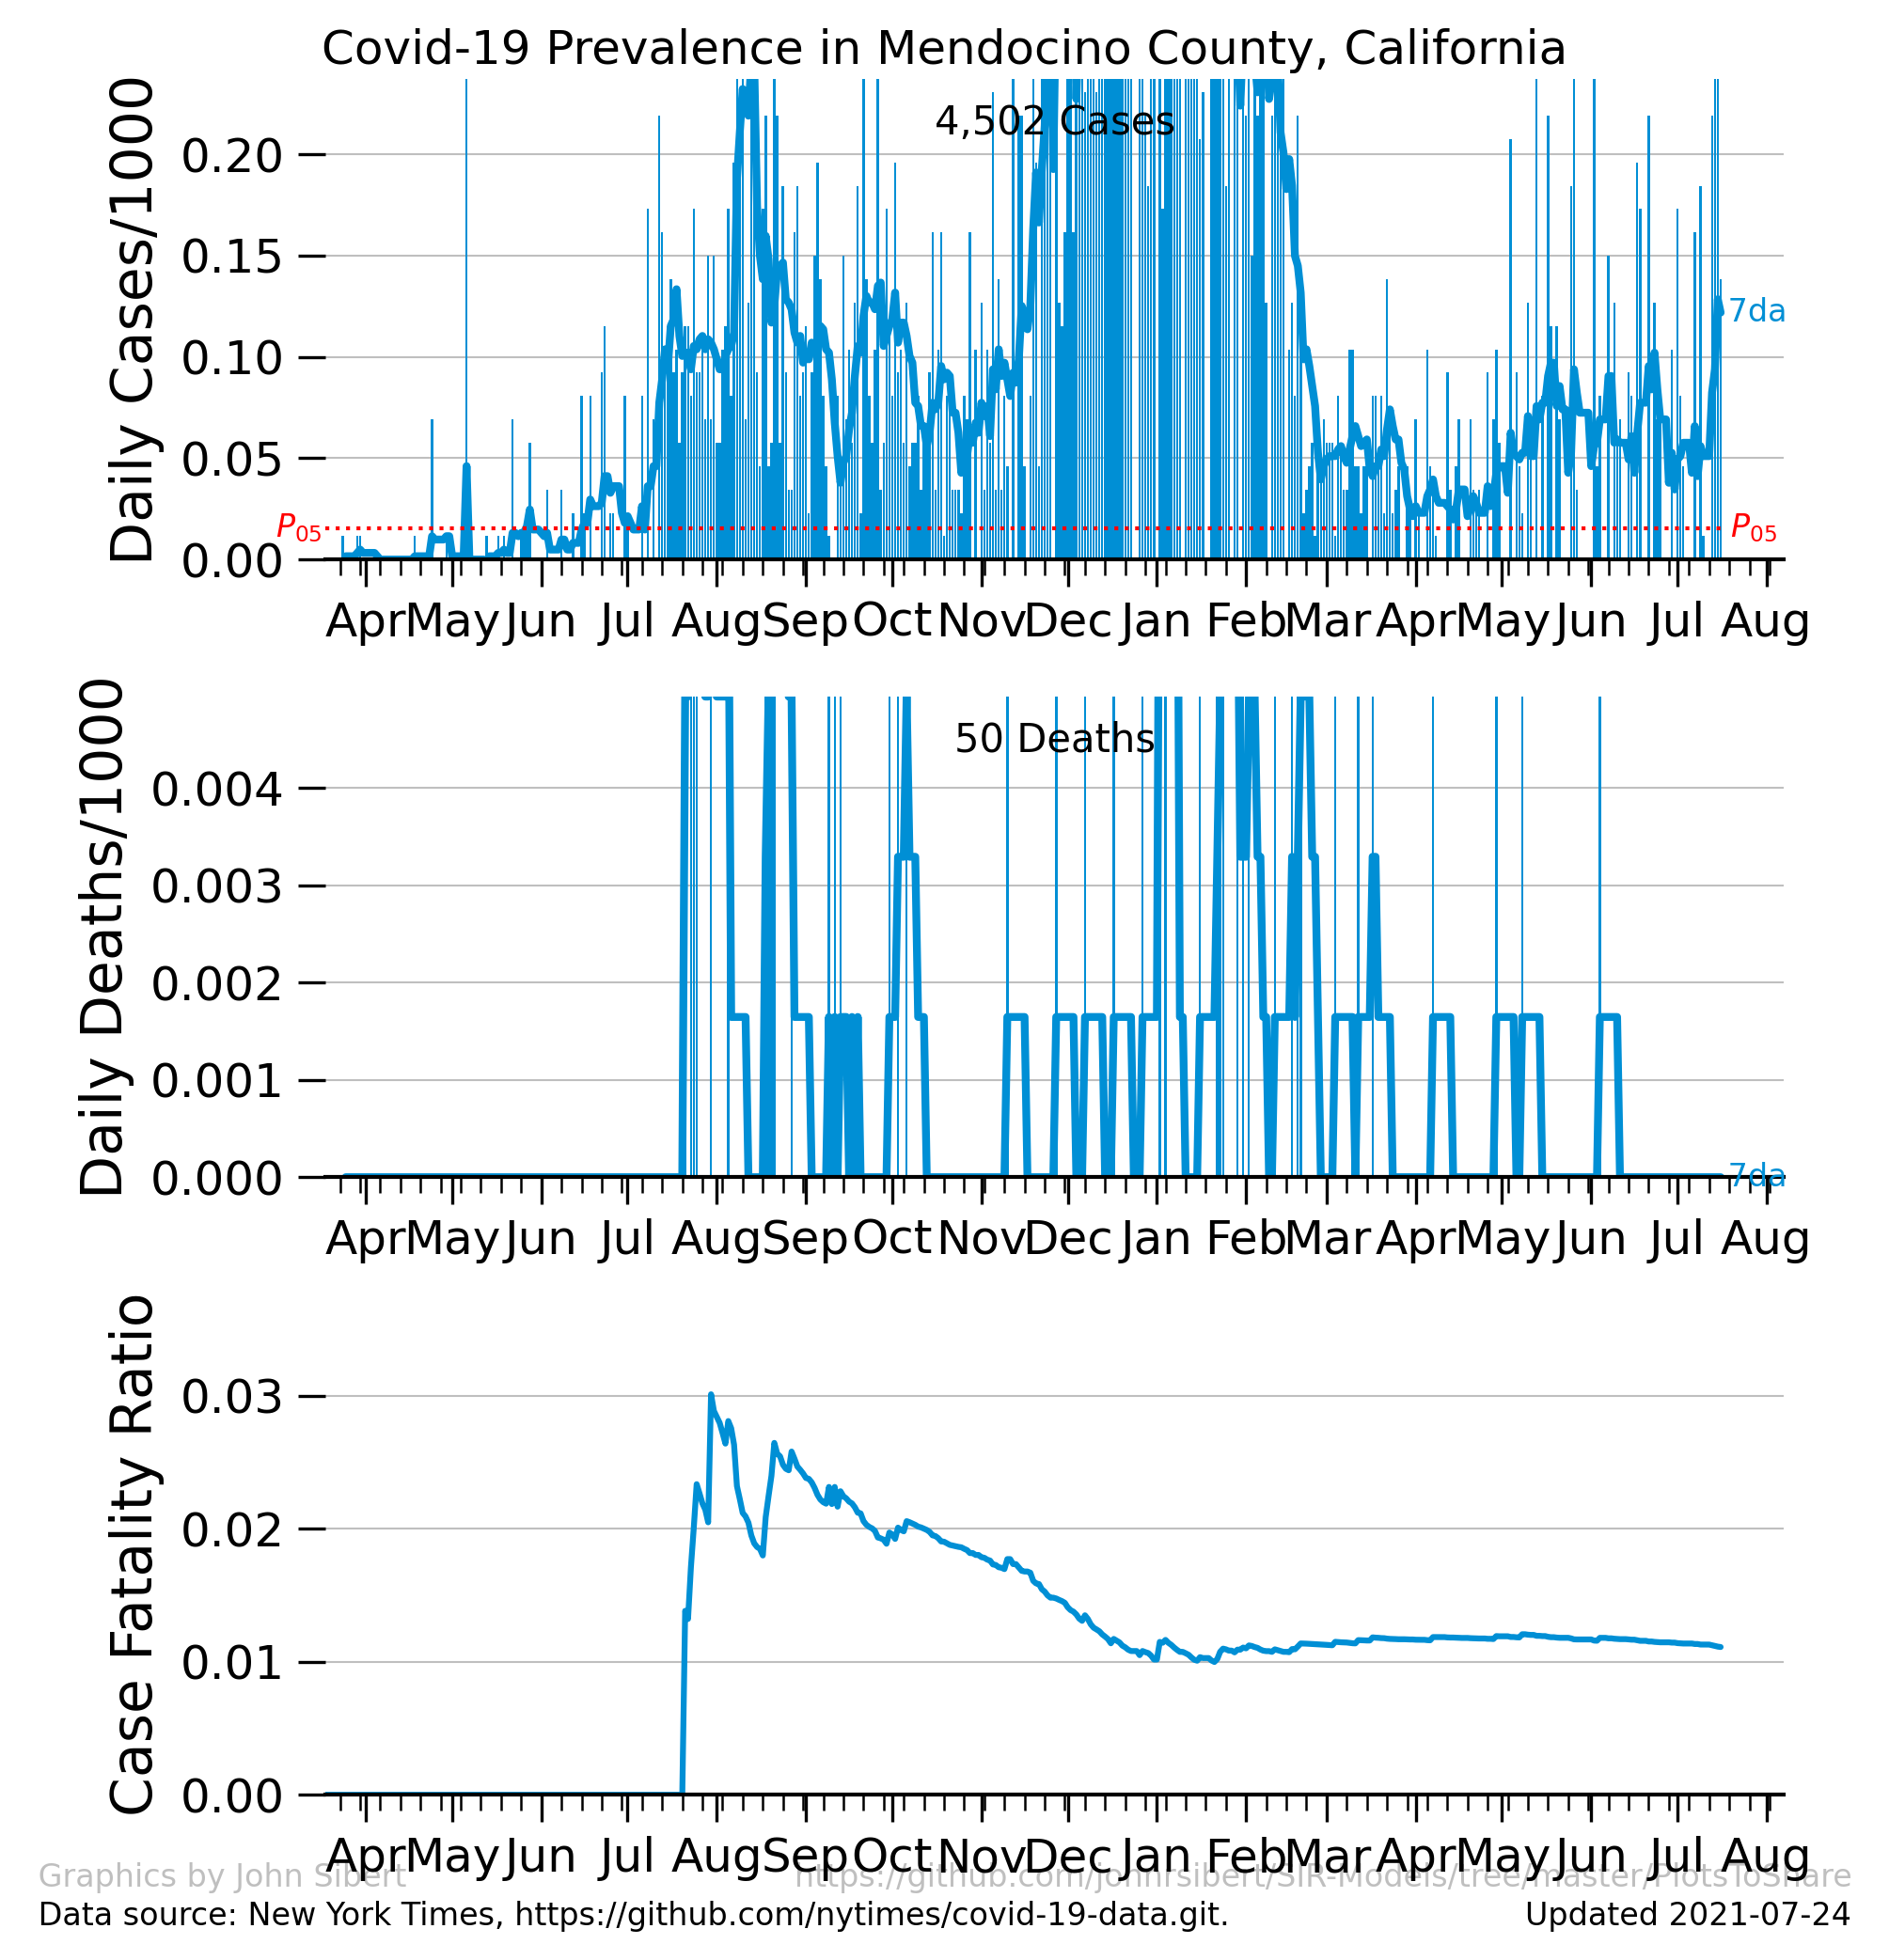 Covid-19 Prevalence in Mendocino County, California
Daily Cases/1000
4,502 Cases
0.20
0.15
0.10
0.05
0.00
7da
P05
P05
Apr May Jun Jul Aug Sep Oct Nov Dec Jan Feb Mar Apr May Jun Jul Aug
Daily Deaths/1000
50 Deaths
0.004
0.003
0.002
0.001
0.000
7da
Apr May Jun Jul Aug Sep Oct Nov Dec Jan Feb Mar Apr May Jun Jul Aug
Case Fatality Ratio
0.03
0.02
0.01
0.00
Apr May Jun Jul Aug Sep Oct Nov Dec Jan Feb Mar Apr May Jun Jul Aug
Graphics by John Sibert https://github.com/johnrsibert/SIR-Models/tree/master/PlotsToShare
Data source: New York Times, https://github.com/nytimes/covid-19-data.git. Updated 2021-07-24